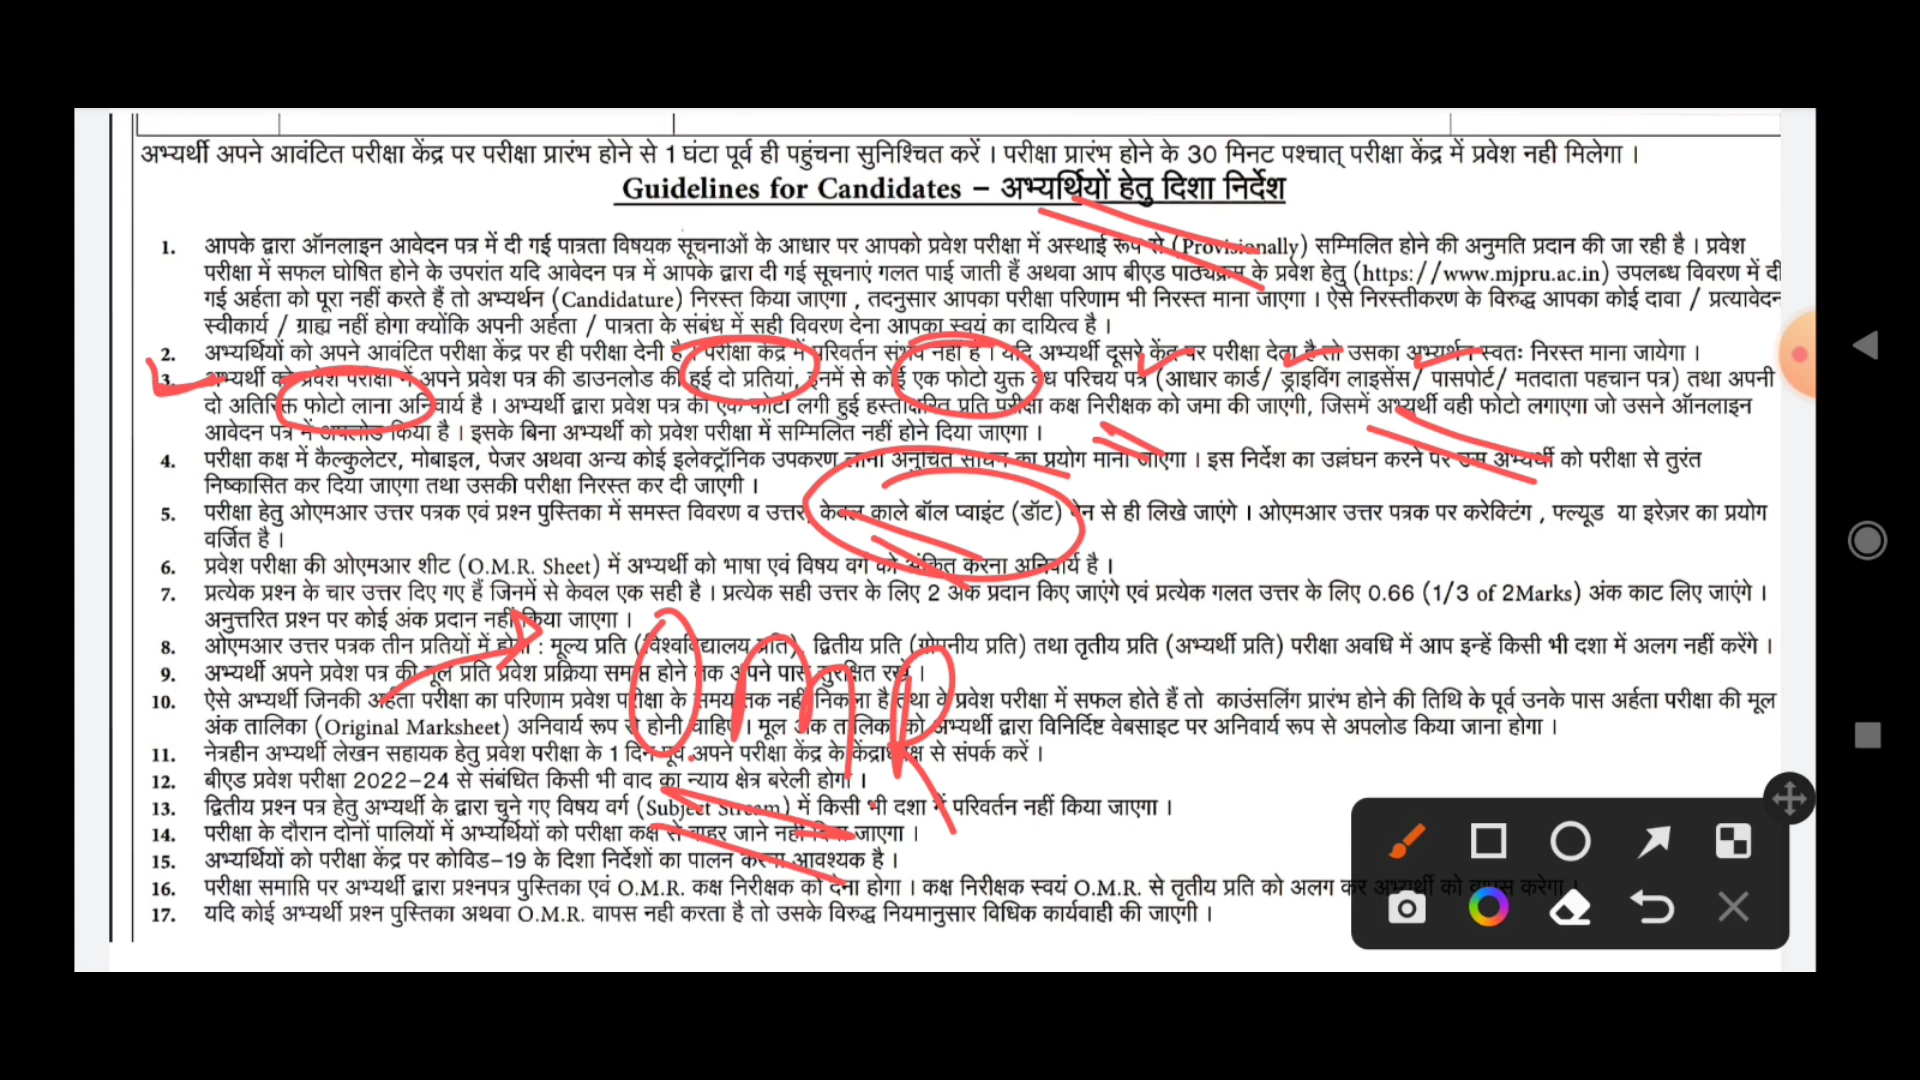 अभ्यर्थी अपने आवंटित परीक्षा केंद्र पर परीक्षा प्रारंभ होने से 1 घंटा पूर्व ही पहुंचना सुनिश्चित करें । परीक्षा प्रारंभ होने के 30 मिनट पश्चात् परीक्षा केंद्र में प्रवेश नही मिलेगा ।
Guidelines for Candidates – अभ्यर्थियों हेतु दिशा निर्देश
1. आपके द्वारा ऑनलाइन आवेदन पत्र में दी गई पात्रता विषयक सूचनाओं के आधार पर आपको प्रवेश परीक्षा में अस्थाई रूप से (Provisionally) सम्मिलित होने की अनुमति प्रदान की जा रही है । प्रवेश
परीक्षा में सफल घोषित होने के उपरांत यदि आवेदन पत्र में आपके द्वारा दी गई सूचनाएं गलत पाई जाती हैं अथवा आप बीएड पाठ्यक्रम के प्रवेश हेतु (https://www.mjpru.ac.in) उपलब्ध विवरण में दी
गई अर्हता को पूरा नहीं करते हैं तो अभ्यर्थन (Candidature) निरस्त किया जाएगा , तदनुसार आपका परीक्षा परिणाम भी निरस्त माना जाएगा । ऐसे निरस्तीकरण के विरुद्ध आपका कोई दावा / प्रत्यावेदन
स्वीकार्य / ग्राह्य नहीं होगा क्योंकि अपनी अर्हता / पात्रता के संबंध में सही विवरण देना आपका स्वयं का दायित्व है ।
2. अभ्यर्थियों को अपने आवंटित परीक्षा केंद्र पर ही परीक्षा देनी है । परीक्षा केंद्र में परिवर्तन संभव नहीं है । यदि अभ्यर्थी दूसरे केंद्र पर परीक्षा देता है तो उसका अभ्यर्थन स्वतः निरस्त माना जायेगा ।
3. अभ्यर्थी को प्रवेश परीक्षा में अपने प्रवेश पत्र की डाउनलोड की हुई दो प्रतियां, इनमें से कोई एक फोटो युक्त वैध परिचय पत्र (आधार कार्ड/ ड्राइविंग लाइसेंस/ पासपोर्ट/ मतदाता पहचान पत्र) तथा अपनी
दो अतिरिक्त फोटो लाना अनिवार्य है । अभ्यर्थी द्वारा प्रवेश पत्र की एक फोटो लगी हुई हस्ताक्षरित प्रति परीक्षा कक्ष निरीक्षक को जमा की जाएगी, जिसमें अभ्यर्थी वही फोटो लगाएगा जो उसने ऑनलाइन
आवेदन पत्र में अपलोड किया है । इसके बिना अभ्यर्थी को प्रवेश परीक्षा में सम्मिलित नहीं होने दिया जाएगा ।
4. परीक्षा कक्ष में कैल्कुलेटर, मोबाइल, पेजर अथवा अन्य कोई इलेक्ट्रॉनिक उपकरण लाना अनुचित साधन का प्रयोग माना जाएगा । इस निर्देश का उल्लंघन करने पर उस अभ्यर्थी को परीक्षा से तुरंत
निष्कासित कर दिया जाएगा तथा उसकी परीक्षा निरस्त कर दी जाएगी ।
5. परीक्षा हेतु ओएमआर उत्तर पत्रक एवं प्रश्न पुस्तिका में समस्त विवरण व उत्तर, केवल काले बॉल प्वाइंट (डॉट) पेन से ही लिखे जाएंगे । ओएमआर उत्तर पत्रक पर करेक्टिंग , फ्ल्यूड या इरेज़र का प्रयोग
वर्जित है ।
6. प्रवेश परीक्षा की ओएमआर शीट (O.M.R. Sheet) में अभ्यर्थी को भाषा एवं विषय वर्ग को अंकित करना अनिवार्य है ।
7. प्रत्येक प्रश्न के चार उत्तर दिए गए हैं जिनमें से केवल एक सही है । प्रत्येक सही उत्तर के लिए 2 अंक प्रदान किए जाएंगे एवं प्रत्येक गलत उत्तर के लिए 0.66 (1/3 of 2Marks) अंक काट लिए जाएंगे ।
अनुत्तरित प्रश्न पर कोई अंक प्रदान नहीं किया जाएगा ।
8. ओएमआर उत्तर पत्रक तीन प्रतियों में होगा : मूल्य प्रति (विश्वविद्यालय प्रति), द्वितीय प्रति (गोपनीय प्रति) तथा तृतीय प्रति (अभ्यर्थी प्रति) परीक्षा अवधि में आप इन्हें किसी भी दशा में अलग नहीं करेंगे ।
9. अभ्यर्थी अपने प्रवेश पत्र की मूल प्रति प्रवेश प्रक्रिया समाप्त होने तक अपने पास सुरक्षित रखें ।
10. ऐसे अभ्यर्थी जिनकी अर्हता परीक्षा का परिणाम प्रवेश परीक्षा के समय तक नहीं निकला है तथा वे प्रवेश परीक्षा में सफल होते हैं तो काउंसलिंग प्रारंभ होने की तिथि के पूर्व उनके पास अर्हता परीक्षा की मूल
अंक तालिका (Original Marksheet) अनिवार्य रूप से होनी चाहिए । मूल अंक तालिका को अभ्यर्थी द्वारा विनिर्दिष्ट वेबसाइट पर अनिवार्य रूप से अपलोड किया जाना होगा ।
11. नेत्रहीन अभ्यर्थी लेखन सहायक हेतु प्रवेश परीक्षा के 1 दिन पूर्व अपने परीक्षा केंद्र के केंद्राध्यक्ष से संपर्क करें ।
12. बीएड प्रवेश परीक्षा 2022–24 से संबंधित किसी भी वाद का न्याय क्षेत्र बरेली होगा ।
13. द्वितीय प्रश्न पत्र हेतु अभ्यर्थी के द्वारा चुने गए विषय वर्ग (Subject Stream) में किसी भी दशा में परिवर्तन नहीं किया जाएगा ।
14. परीक्षा के दौरान दोनों पालियों में अभ्यर्थियों को परीक्षा कक्ष से बाहर जाने नहीं दिया जाएगा ।
15. अभ्यर्थियों को परीक्षा केंद्र पर कोविड–19 के दिशा निर्देशों का पालन करना आवश्यक है ।
16. परीक्षा समाप्ति पर अभ्यर्थी द्वारा प्रश्नपत्र पुस्तिका एवं O.M.R. कक्ष निरीक्षक को देना होगा । कक्ष निरीक्षक स्वयं O.M.R. से तृतीय प्रति को अलग कर अभ्यर्थी को वापस करेगा ।
17. यदि कोई अभ्यर्थी प्रश्न पुस्तिका अथवा O.M.R. वापस नही करता है तो उसके विरुद्ध नियमानुसार विधिक कार्यवाही की जाएगी ।
O.m.R